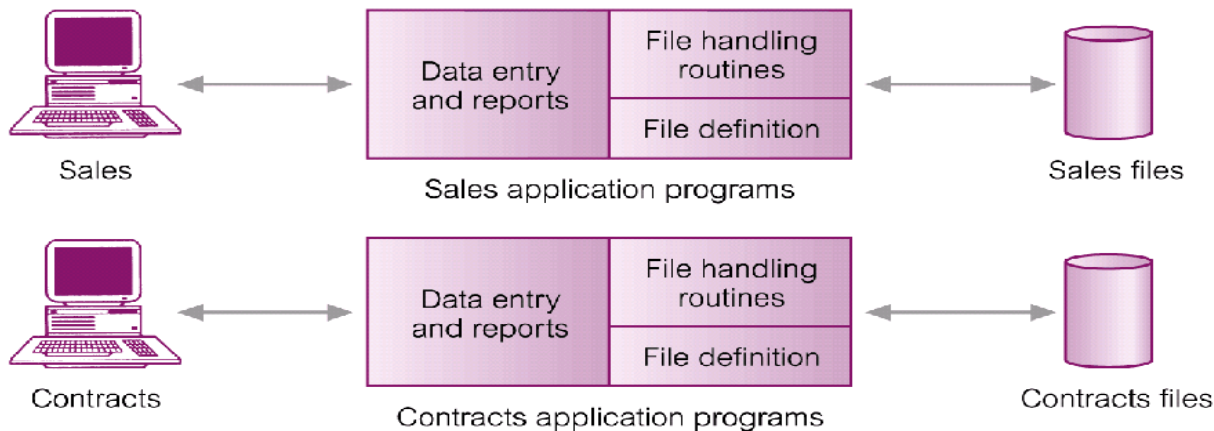 Sales
Data entry
and reports
File handling
routines
File definition
Sales application programs
Sales files
Contracts
Data entry
and reports
File handling
routines
File definition
Contracts application programs
Contracts files